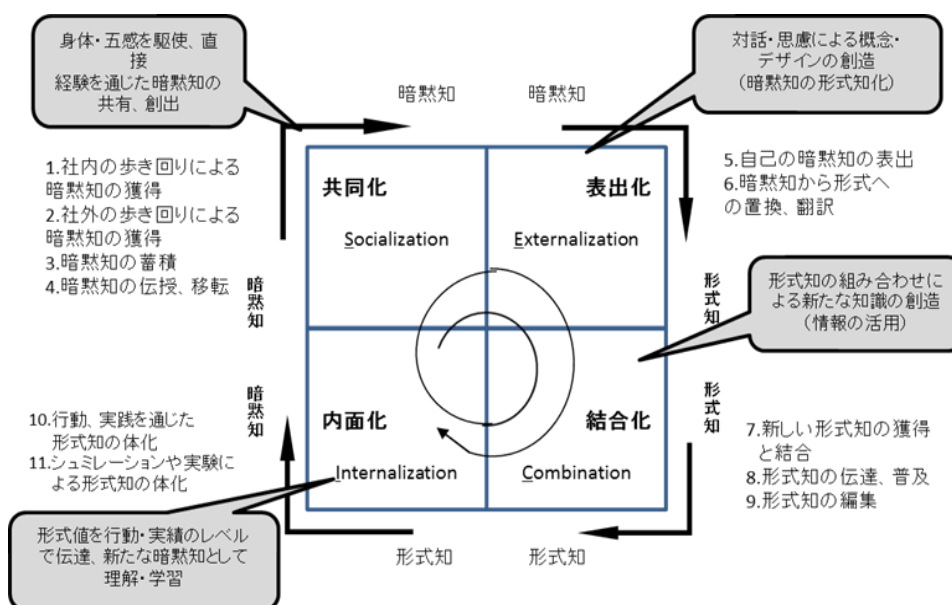 身体・五感を駆使、直
接
経験を通じた暗黙知の
共有、創出
対話・思慮による概念・
デザインの創造
(暗黙知の形式知化)
暗黙知
暗黙知
1.社内の歩き回りによる
暗黙知の獲得
2.社外の歩き回りによる
暗黙知の獲得
3.暗黙知の蓄積
4.暗黙知の伝授、移転
共同化
Socialization
表出化
Externalization
5.自己の暗黙知の表出
6.暗黙知から形式へ
の置換、翻訳
暗黙知
形式知
形式知の組み合わせに
よる新たな知識の創造
(情報の活用)
暗黙知
形式知
10.行動、実践を通じた
形式知の体化
11.シュミレーションや実験に
よる形式知の体化
内面化
Internalization
結合化
Combination
7.新しい形式知の獲得
と結合
8.形式知の伝達、普及
9.形式知の編集
形式値を行動・実績のレベル
で伝達、新たな暗黙知として
理解・学習
形式知
形式知